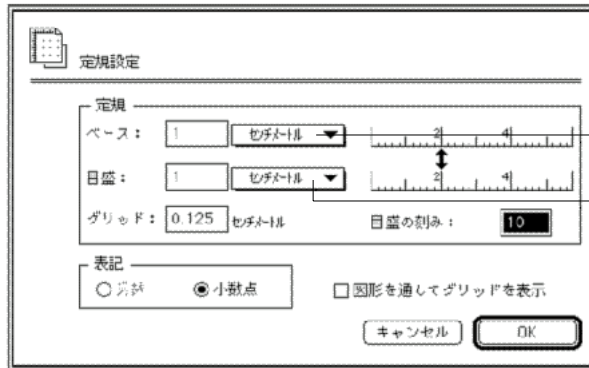 定規設定
定規
ベース： 1 センチメートル 2 4
目盛： 1 センチメートル 2 4
グリッド： 0.125 センチメートル 目盛の刻み： 10
表記
分数 小数点 図形を通してグリッドを表示
キャンセル OK